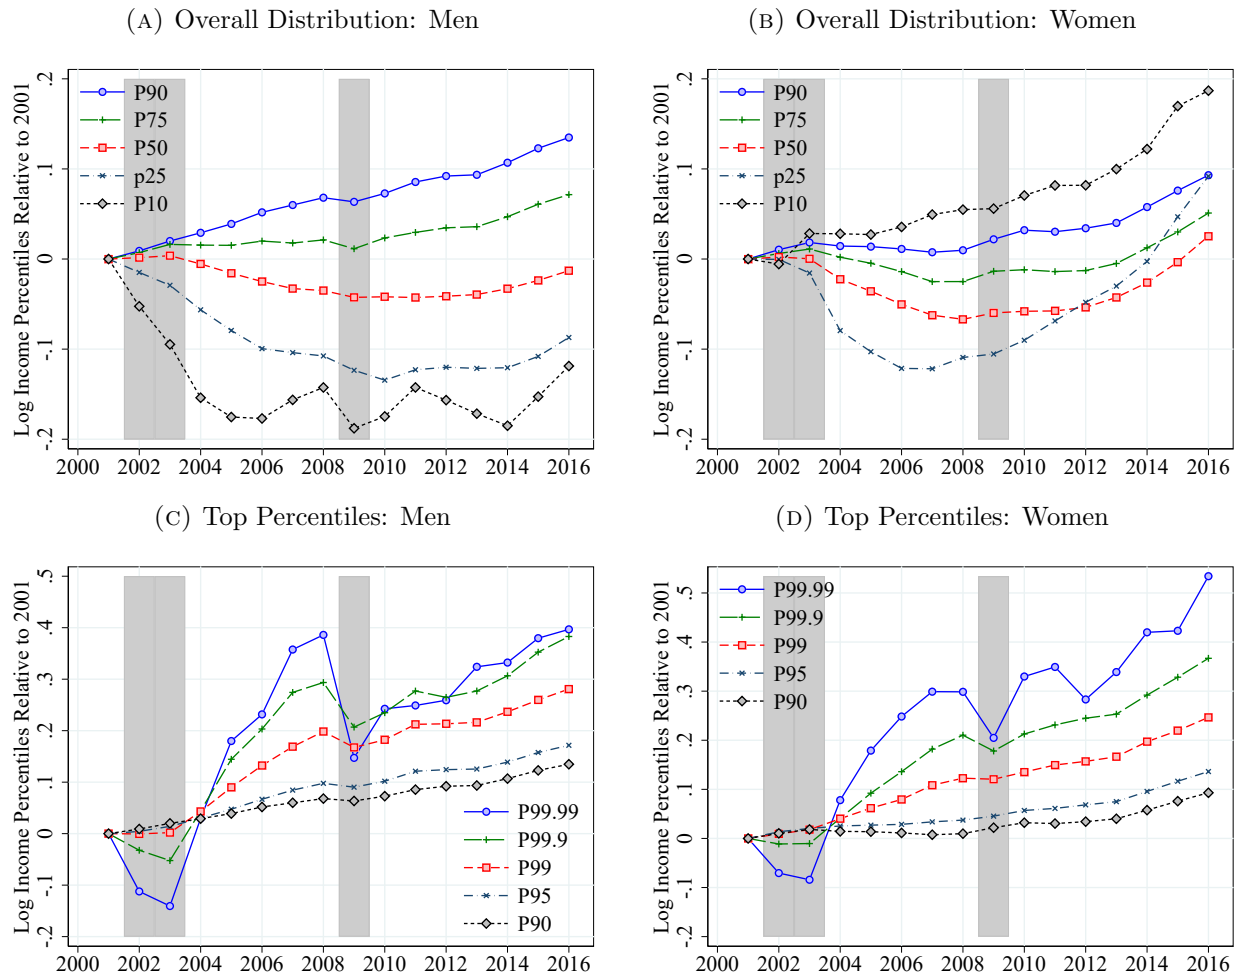 (A) Overall Distribution: Men
Log Income Percentiles Relative to 2001
.2
.1
0
-.1
-.2
P90
P75
P50
p25
P10
2000 2002 2004 2006 2008 2010 2012 2014 2016
(B) Overall Distribution: Women
Log Income Percentiles Relative to 2001
.2
.1
0
-.1
-.2
P90
P75
P50
p25
P10
2000 2002 2004 2006 2008 2010 2012 2014 2016
(C) Top Percentiles: Men
Log Income Percentiles Relative to 2001
.5
.4
.3
.2
.1
0
-.1
-.2
P99.99
P99.9
P99
P95
P90
2000 2002 2004 2006 2008 2010 2012 2014 2016
(D) Top Percentiles: Women
Log Income Percentiles Relative to 2001
.5
.4
.3
.2
.1
0
-.1
-.2
P99.99
P99.9
P99
P95
P90
2000 2002 2004 2006 2008 2010 2012 2014 2016